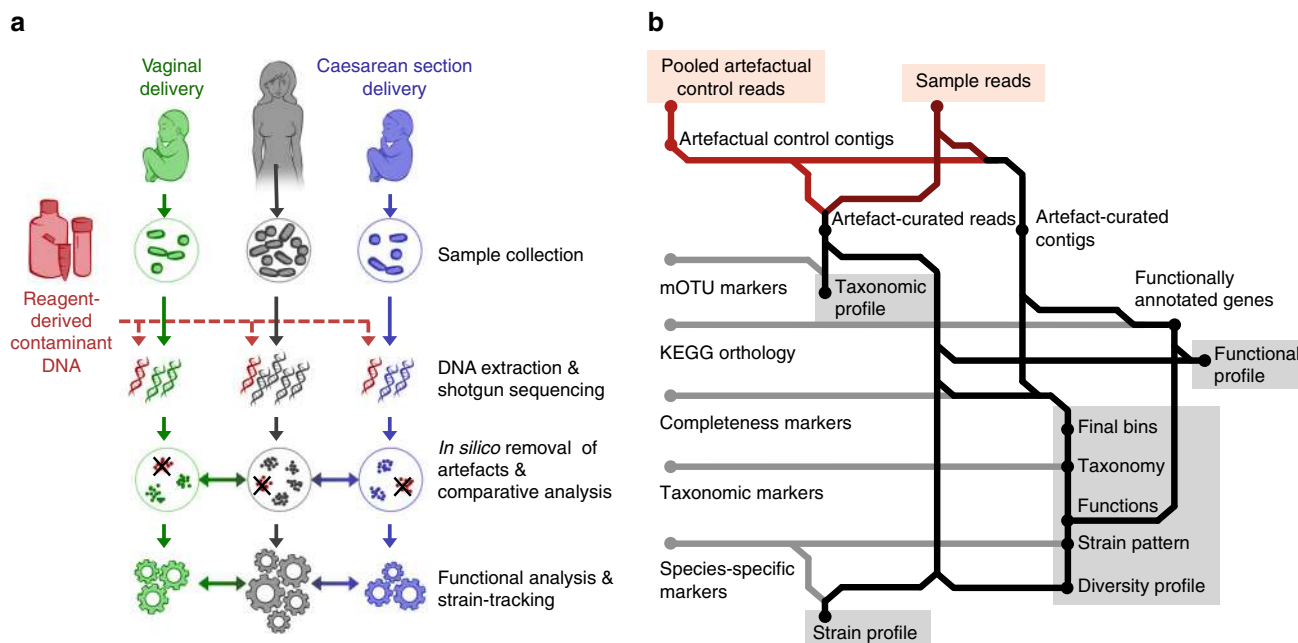 a
Vaginal
delivery
Caesarean section
delivery
Sample collection
Reagent-
derived
contaminant
DNA
DNA extraction &
shotgun sequencing
In silico removal of
artefacts &
comparative analysis
Functional analysis &
strain-tracking
b
Pooled artefactual
control reads
Sample reads
Artefactual control contigs
Artefact-curated reads
Artefact-curated
contigs
mOTU markers
Taxonomic
profile
Functionally
annotated genes
KEGG orthology
Functional
profile
Completeness markers
Final bins
Taxonomic markers
Taxonomy
Functions
Strain pattern
Species-specific
markers
Diversity profile
Strain profile